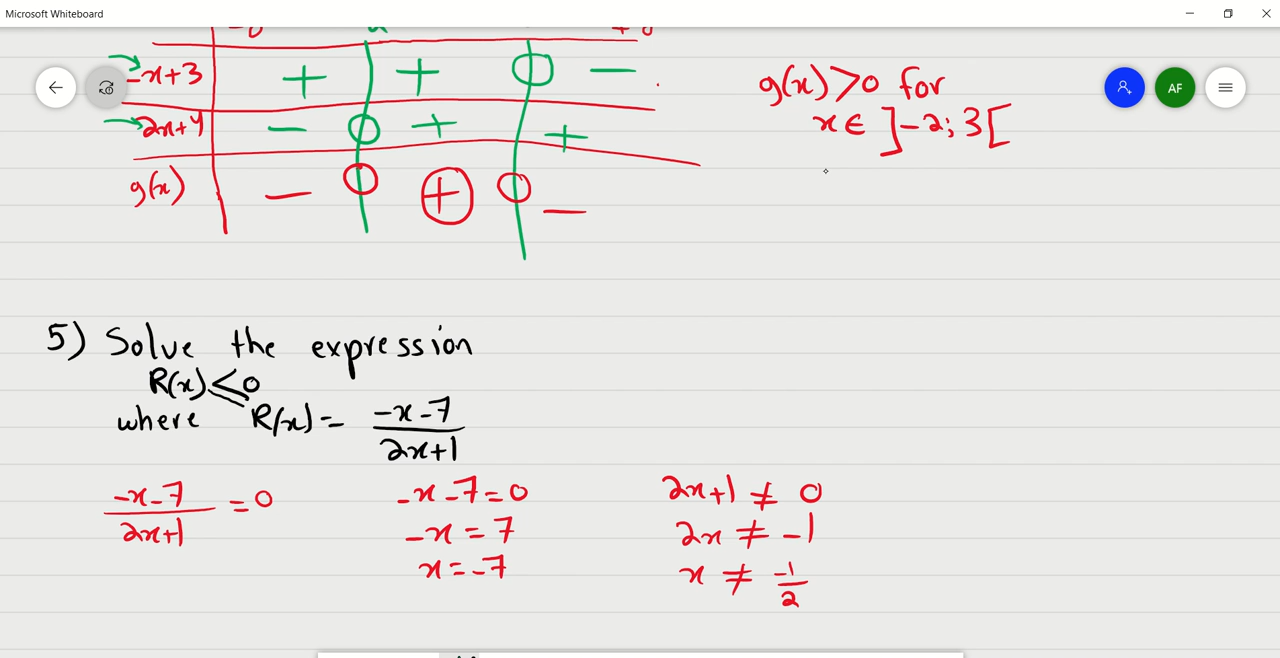 Microsoft Whiteboard
-x+3 + + 0 -
2x+4 - 0 + +
g(x) - 0 + 0 -
g(x)>0 for
x∈ ]-2; 3[
AF
5) Solve the expression
R(x)≤0
where R(x)= (-x-7)/(2x+1)
(-x-7)/(2x+1) = 0
-x-7=0
-x=7
x=-7
2x+1 ≠ 0
2x ≠ -1
x ≠ -1/2